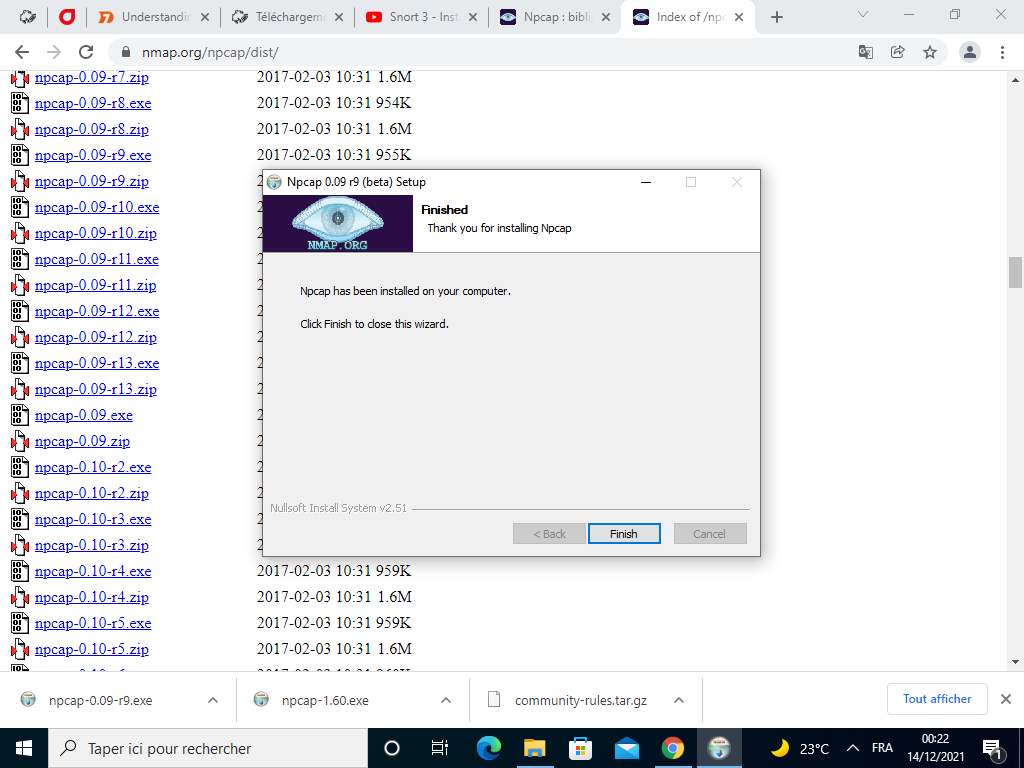 Understandin
Téléchargem
Snort 3 - Inst
Npcap : bibli
Index of /npc
nmap.org/npcap/dist/
npcap-0.09-r7.zip 2017-02-03 10:31 1.6M
npcap-0.09-r8.exe 2017-02-03 10:31 954K
npcap-0.09-r8.zip 2017-02-03 10:31 1.6M
npcap-0.09-r9.exe 2017-02-03 10:31 955K
npcap-0.09-r9.zip 2
npcap-0.09-r10.exe 2
npcap-0.09-r10.zip 2
npcap-0.09-r11.exe 2
npcap-0.09-r11.zip 2
npcap-0.09-r12.exe 2
npcap-0.09-r12.zip 2
npcap-0.09-r13.exe 2
npcap-0.09-r13.zip 2
npcap-0.09.exe 2
npcap-0.09.zip 2
npcap-0.10-r2.exe 2
npcap-0.10-r2.zip 2
npcap-0.10-r3.exe 2
npcap-0.10-r3.zip 2
npcap-0.10-r4.exe 2017-02-03 10:31 959K
npcap-0.10-r4.zip 2017-02-03 10:31 1.6M
npcap-0.10-r5.exe 2017-02-03 10:31 959K
npcap-0.10-r5.zip 2017-02-03 10:31 1.6M
Npcap 0.09 r9 (beta) Setup
NMAP.ORG
Finished
Thank you for installing Npcap
Npcap has been installed on your computer.
Click Finish to close this wizard.
Nullsoft Install System v2.51
< Back
Finish
Cancel
npcap-0.09-r9.exe
npcap-1.60.exe
community-rules.tar.gz
Tout afficher
Taper ici pour rechercher
23°C
FRA
00:22
14/12/2021
1